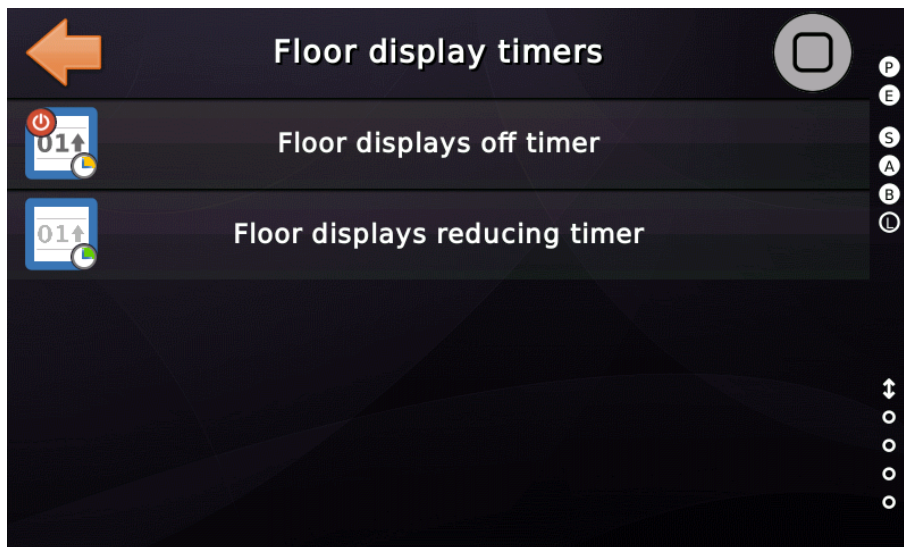 Floor display timers
P
E
01
Floor displays off timer
S
A
B
01
Floor displays reducing timer
L